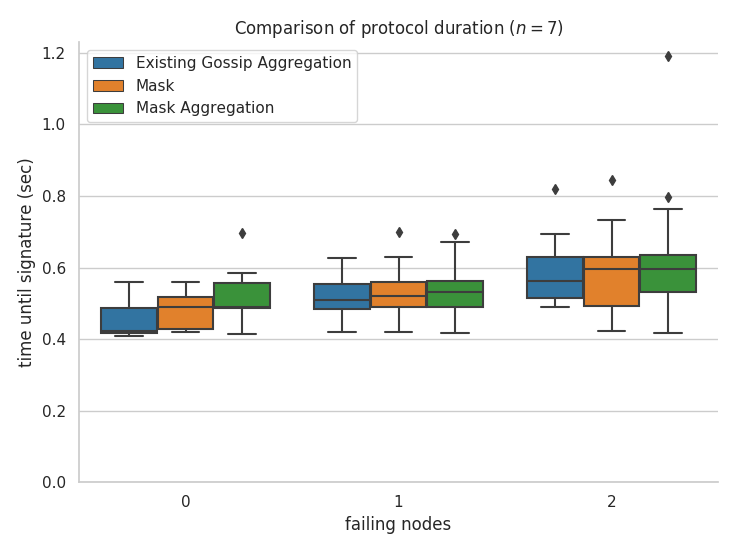 Comparison of protocol duration (n = 7)
Existing Gossip Aggregation
Mask
Mask Aggregation
time until signature (sec)
1.2
1.0
0.8
0.6
0.4
0.2
0.0
0 1 2
failing nodes